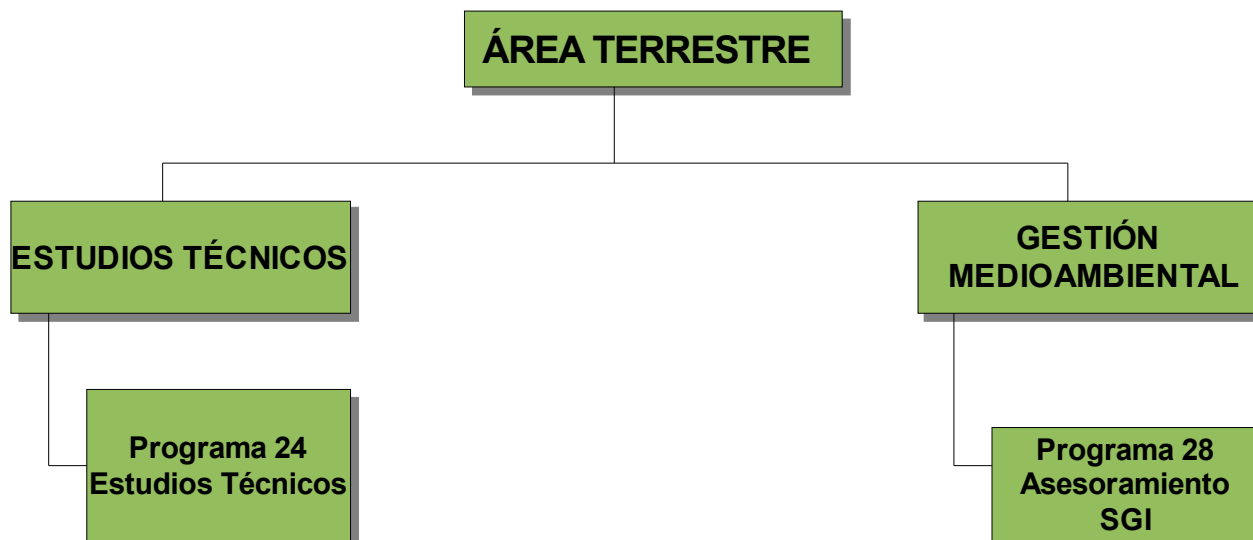 ÁREA TERRESTRE
ESTUDIOS TÉCNICOS
GESTIÓN
MEDIOAMBIENTAL
Programa 24
Estudios Técnicos
Programa 28
Asesoramiento
SGI